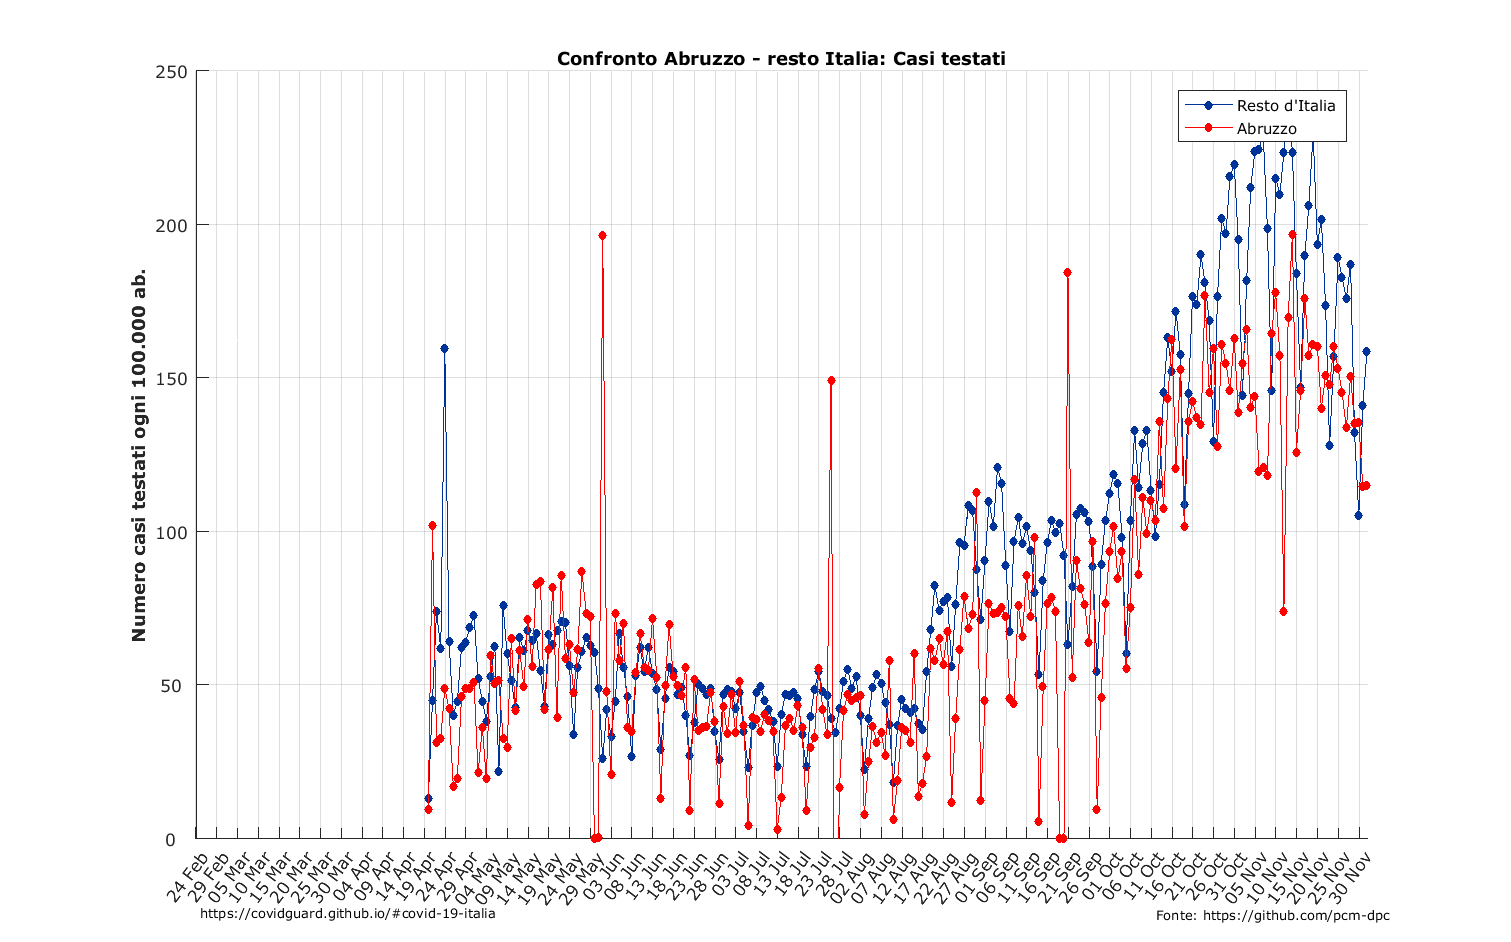 Confronto Abruzzo - resto Italia: Casi testati
Resto d'Italia
Abruzzo
Numero casi testati ogni 100.000 ab.
250
200
150
100
50
0
24 Feb
29 Feb
05 Mar
10 Mar
15 Mar
20 Mar
25 Mar
30 Mar
04 Apr
09 Apr
14 Apr
19 Apr
24 Apr
29 Apr
04 May
09 May
14 May
19 May
24 May
29 May
03 Jun
08 Jun
13 Jun
18 Jun
23 Jun
28 Jun
03 Jul
08 Jul
13 Jul
18 Jul
23 Jul
28 Jul
02 Aug
07 Aug
12 Aug
17 Aug
22 Aug
27 Aug
01 Sep
06 Sep
11 Sep
16 Sep
21 Sep
26 Sep
01 Oct
06 Oct
11 Oct
16 Oct
21 Oct
26 Oct
31 Oct
05 Nov
10 Nov
15 Nov
20 Nov
25 Nov
30 Nov
https://covidguard.github.io/#covid-19-italia
Fonte: https://github.com/pcm-dpc